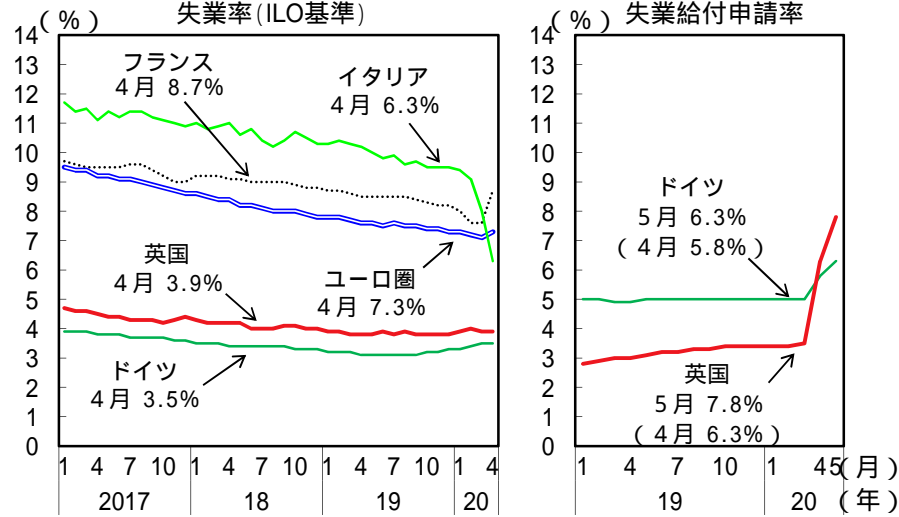 失業率(ILO基準)
(%)
14
13
12
11
10
9
8
7
6
5
4
3
2
1
0
フランス
4月 8.7%
イタリア
4月 6.3%
英国
4月 3.9%
ユーロ圏
4月 7.3%
ドイツ
4月 3.5%
1 4 7 10 1 4 7 10 1 4 7 10 1 4
2017 18 19 20
失業給付申請率
(%)
14
13
12
11
10
9
8
7
6
5
4
3
2
1
0
ドイツ
5月 6.3%
(4月 5.8%)
英国
5月 7.8%
(4月 6.3%)
1 4 7 10 1 4 5 (月)
19 20 (年)